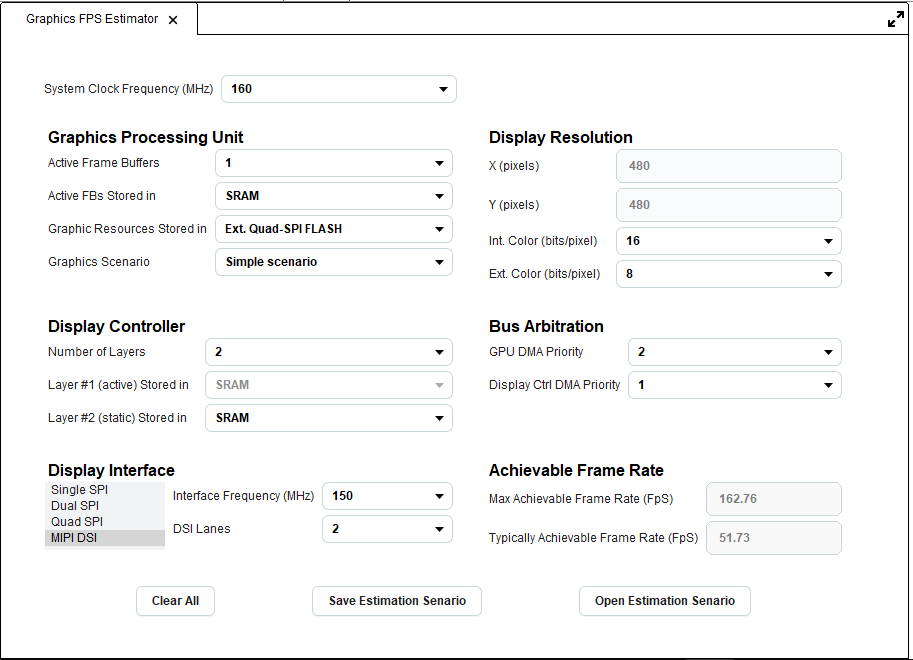 Graphics FPS Estimator
System Clock Frequency (MHz) 160
Graphics Processing Unit
Active Frame Buffers 1
Active FBs Stored in SRAM
Graphic Resources Stored in Ext. Quad-SPI FLASH
Graphics Scenario Simple scenario
Display Resolution
X (pixels) 480
Y (pixels) 480
Int. Color (bits/pixel) 16
Ext. Color (bits/pixel) 8
Display Controller
Number of Layers 2
Layer #1 (active) Stored in SRAM
Layer #2 (static) Stored in SRAM
Bus Arbitration
GPU DMA Priority 2
Display Ctrl DMA Priority 1
Display Interface
Single SPI
Dual SPI
Quad SPI
MIPI DSI
Interface Frequency (MHz) 150
DSI Lanes 2
Achievable Frame Rate
Max Achievable Frame Rate (FpS) 162.76
Typically Achievable Frame Rate (FpS) 51.73
Clear All
Save Estimation Senario
Open Estimation Senario